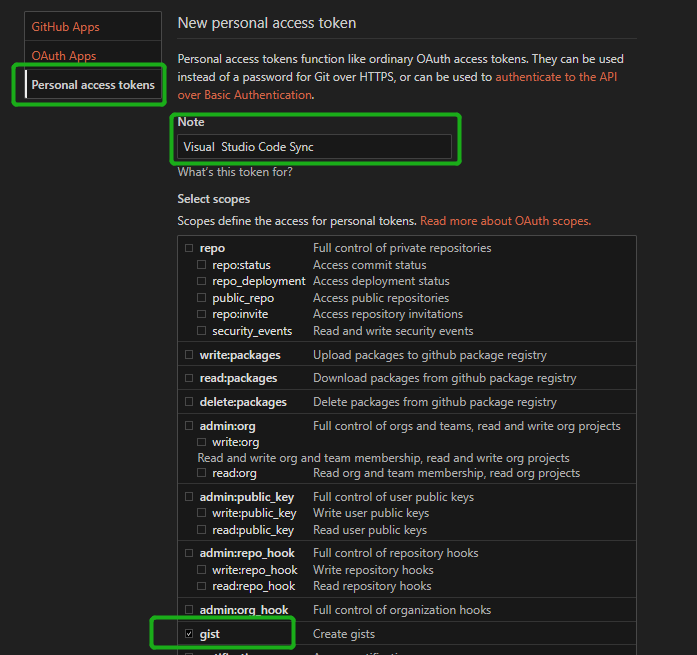 GitHub Apps
OAuth Apps
Personal access tokens
New personal access token
Personal access tokens function like ordinary OAuth access tokens. They can be used
instead of a password for Git over HTTPS, or can be used to authenticate to the API
over Basic Authentication.
Note
Visual Studio Code Sync
What's this token for?
Select scopes
Scopes define the access for personal tokens. Read more about OAuth scopes.
repo Full control of private repositories
repo:status Access commit status
repo_deployment Access deployment status
public_repo Access public repositories
repo:invite Access repository invitations
security_events Read and write security events
write:packages Upload packages to github package registry
read:packages Download packages from github package registry
delete:packages Delete packages from github package registry
admin:org Full control of orgs and teams, read and write org projects
write:org
Read and write org and team membership, read and write org projects
read:org Read org and team membership, read org projects
admin:public_key Full control of user public keys
write:public_key Write user public keys
read:public_key Read user public keys
admin:repo_hook Full control of repository hooks
write:repo_hook Write repository hooks
read:repo_hook Read repository hooks
admin:org_hook Full control of organization hooks
gist Create gists